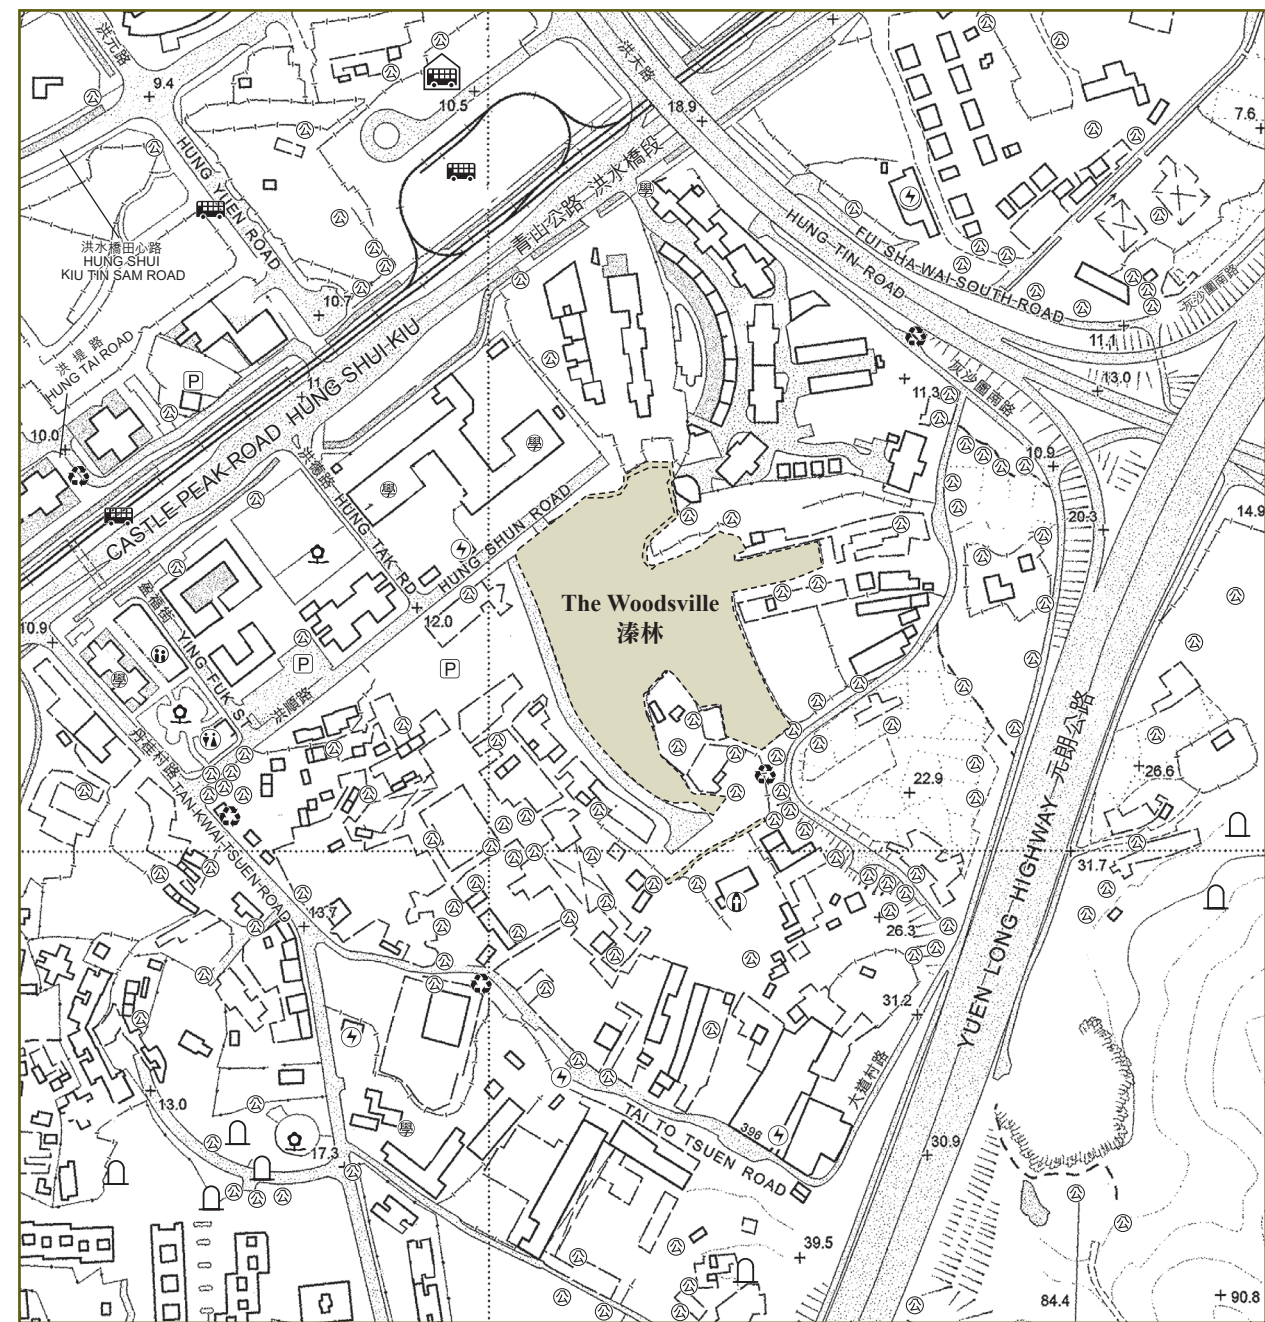 洪元路
9.4
10.5
洪天路
18.9
7.6
HUNG YUEN ROAD
洪水橋田心路
HUNG SHUI
KIU TIN SAM ROAD
青山公路 洪水橋段
學
HUNG TIN ROAD
FUI SHA WAI SOUTH ROAD
灰沙圍南路
10.7
11.1
洪堤路
HUNG TAI ROAD
P
11
13.0
灰沙圍南路
11.3
10.0
CASTLE PEAK ROAD HUNG SHUI KIU
洪德路 HUNG TAK RD
學
學
HUNG SHUN ROAD
10.9
20.3
14.9
盈福街 YING FUK ST
12.0
7
The Woodsville
溱林
10.9
學
P
P
洪順路
丹桂村路 TAN KWAI TSUEN ROAD
元朗公路
YUEN LONG HIGHWAY
22.9
26.6
31.7
13.7
26.3
31.2
大道村路
13.0
學
17.3
TAI TO TSUEN ROAD
396
30.9
39.5
84.4
90.8